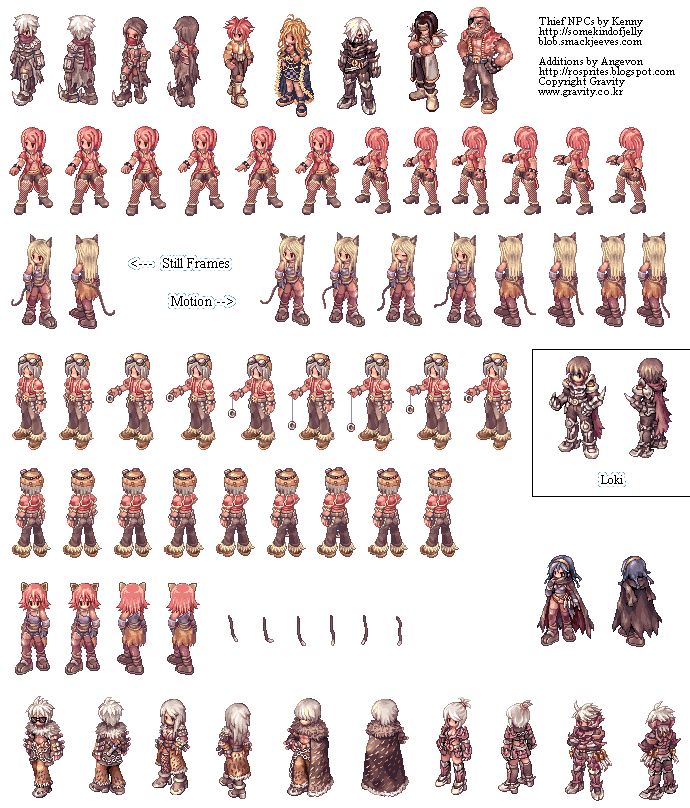 Thief NPCs by Kenny
http://somekindofjelly
blob.smackjeeves.com
Additions by Angevon
http://rosprites.blogspot.com
Copyright Gravity
www.gravity.co.kr
<--- Still Frames
Motion -->
Loki